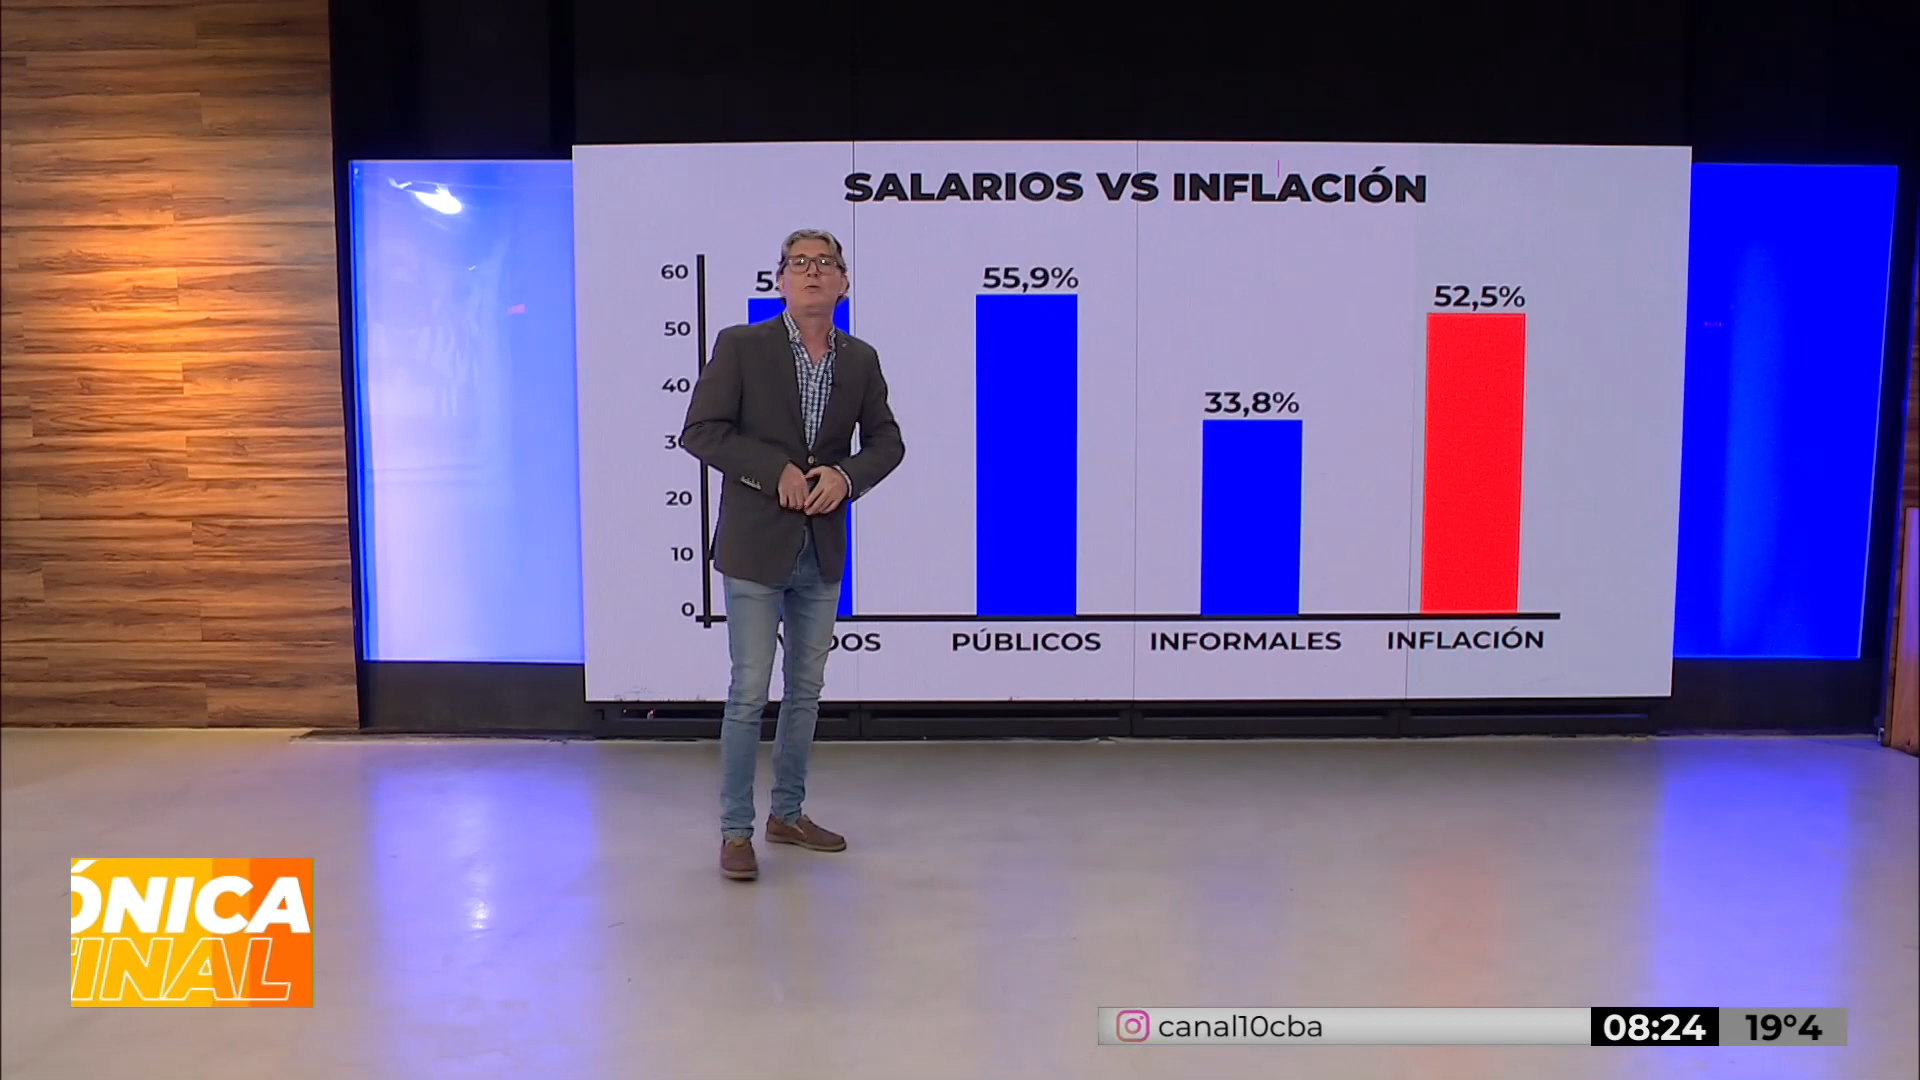 SALARIOS VS INFLACIÓN
60
50
40
20
10
0
55,9%
33,8%
52,5%
PÚBLICOS
INFORMALES
INFLACIÓN
ÓNICA
INAL
canal10cba
08:24
19°4